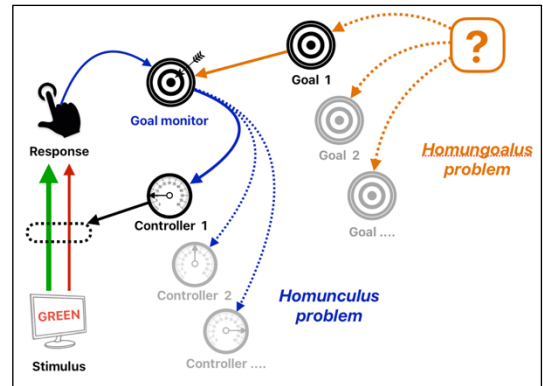 ?
Goal 1
Goal monitor
Goal 2
Response
Homungoalus
problem
Goal ....
Controller 1
Controller 2
Homunculus
problem
GREEN
Controller ....
Stimulus